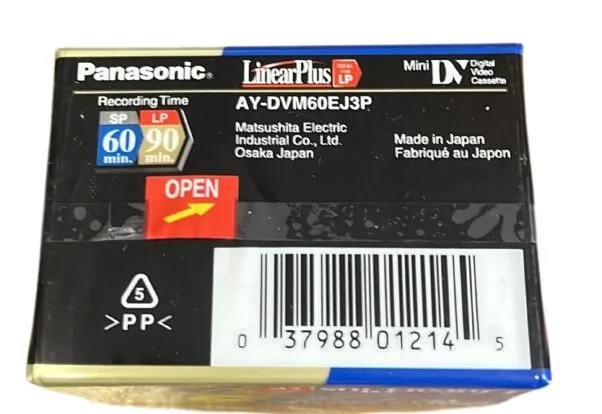 Panasonic®
LinearPlus
IDEAL FOR LP
Mini DV Digital Video Cassette
Recording Time
AY-DVM60EJ3P
SP LP
60 min. 90 min.
Matsushita Electric
Industrial Co., Ltd.
Osaka Japan
Made in Japan
Fabriqué au Japon
OPEN
5
>PP<
0 37988 01214 5